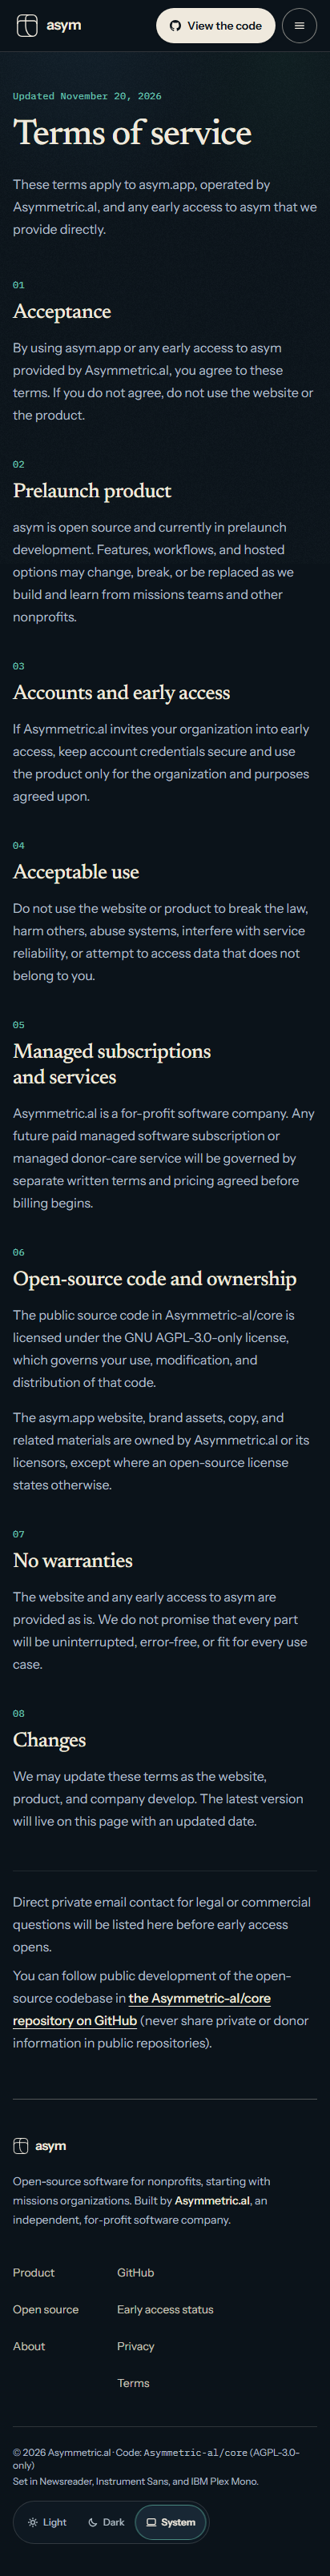 asym
View the code
Updated November 20, 2026
Terms of service
These terms apply to asym.app, operated by
Asymmetric.al, and any early access to asym that we
provide directly.
01
Acceptance
By using asym.app or any early access to asym
provided by Asymmetric.al, you agree to these
terms. If you do not agree, do not use the website or
the product.
02
Prelaunch product
asym is open source and currently in prelaunch
development. Features, workflows, and hosted
options may change, break, or be replaced as we
build and learn from missions teams and other
nonprofits.
03
Accounts and early access
If Asymmetric.al invites your organization into early
access, keep account credentials secure and use
the product only for the organization and purposes
agreed upon.
04
Acceptable use
Do not use the website or product to break the law,
harm others, abuse systems, interfere with service
reliability, or attempt to access data that does not
belong to you.
05
Managed subscriptions
and services
Asymmetric.al is a for-profit software company. Any
future paid managed software subscription or
managed donor-care service will be governed by
separate written terms and pricing agreed before
billing begins.
06
Open-source code and ownership
The public source code in Asymmetric-al/core is
licensed under the GNU AGPL-3.0-only license,
which governs your use, modification, and
distribution of that code.
The asym.app website, brand assets, copy, and
related materials are owned by Asymmetric.al or its
licensors, except where an open-source license
states otherwise.
07
No warranties
The website and any early access to asym are
provided as is. We do not promise that every part
will be uninterrupted, error-free, or fit for every use
case.
08
Changes
We may update these terms as the website,
product, and company develop. The latest version
will live on this page with an updated date.
Direct private email contact for legal or commercial
questions will be listed here before early access
opens.
You can follow public development of the open-
source codebase in the Asymmetric-al/core
repository on GitHub (never share private or donor
information in public repositories).
asym
Open-source software for nonprofits, starting with
missions organizations. Built by Asymmetric.al, an
independent, for-profit software company.
Product
Open source
About
GitHub
Early access status
Privacy
Terms
© 2026 Asymmetric.al · Code: Asymmetric-al/core (AGPL-3.0-
only)
Set in Newsreader, Instrument Sans, and IBM Plex Mono.
Light
Dark
System